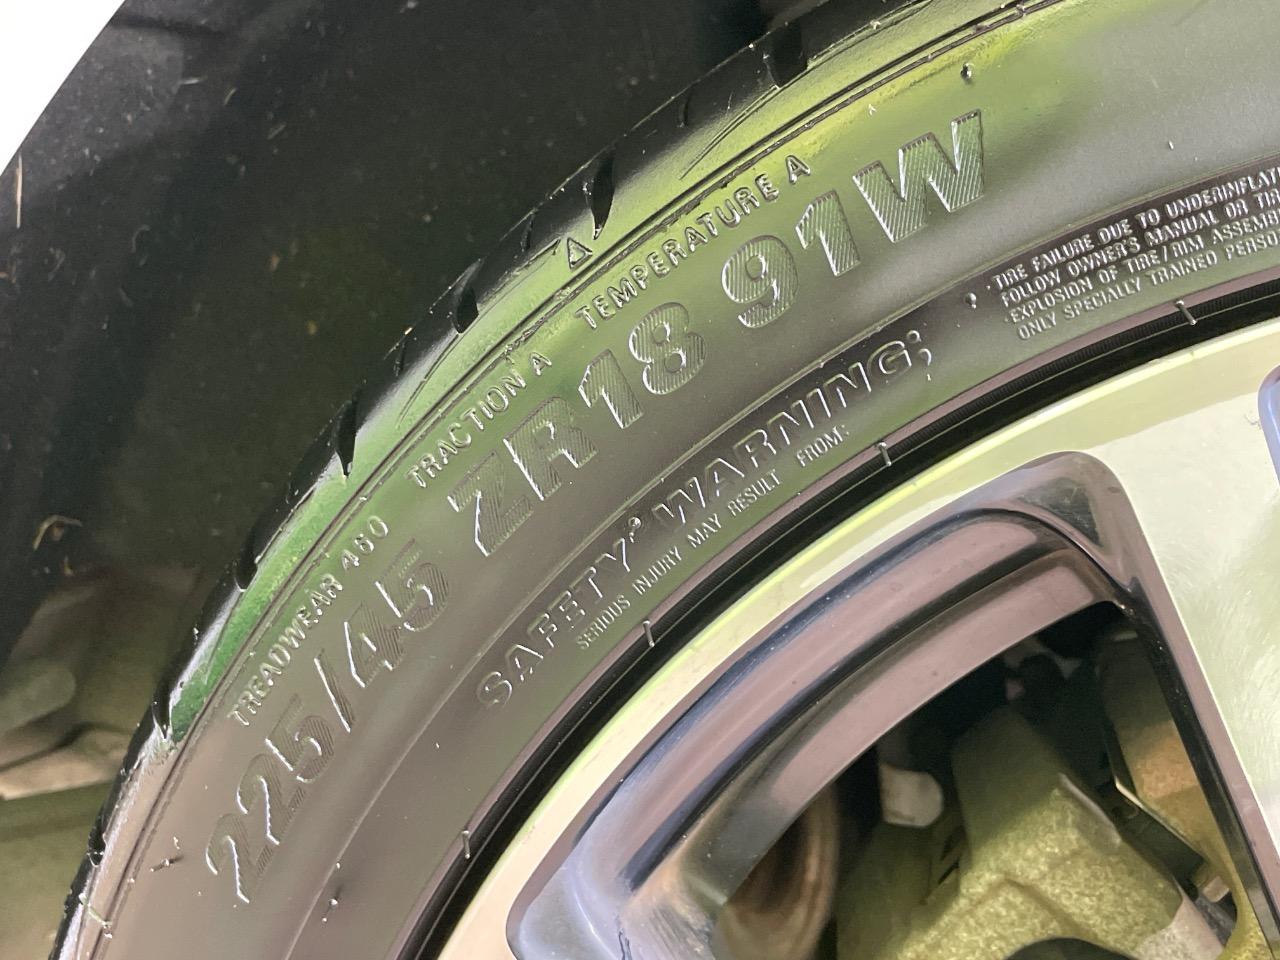 TREADWEAR 460 TRACTION A TEMPERATURE A
225/45 ZR18 91W
SAFETY WARNING;
SERIOUS INJURY MAY RESULT FROM:
TIRE FAILURE DUE TO UNDERINFLAT
FOLLOW OWNER'S MANUAL OR TIR
EXPLOSION OF TIRE/RIM ASSEMB
ONLY SPECIALLY TRAINED PERSO